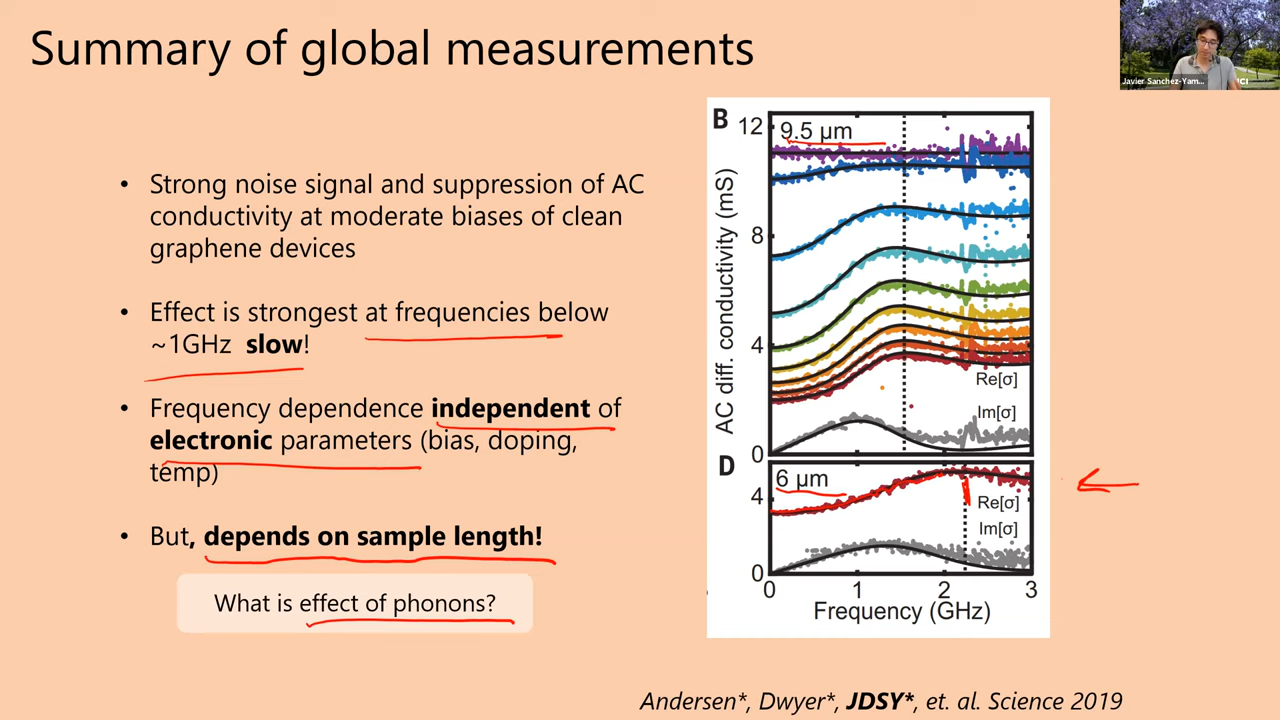 Summary of global measurements
Javier Sanchez-Yam...
UCI
• Strong noise signal and suppression of AC
conductivity at moderate biases of clean
graphene devices
• Effect is strongest at frequencies below
~1GHz slow!
• Frequency dependence independent of
electronic parameters (bias, doping,
temp)
• But, depends on sample length!
What is effect of phonons?
B
12
9.5 µm
8
4
0
AC diff. conductivity (mS)
Re[σ]
Im[σ]
D
6 µm
4
0
Re[σ]
Im[σ]
0 1 2 3
Frequency (GHz)
Andersen*, Dwyer*, JDSY*, et. al. Science 2019